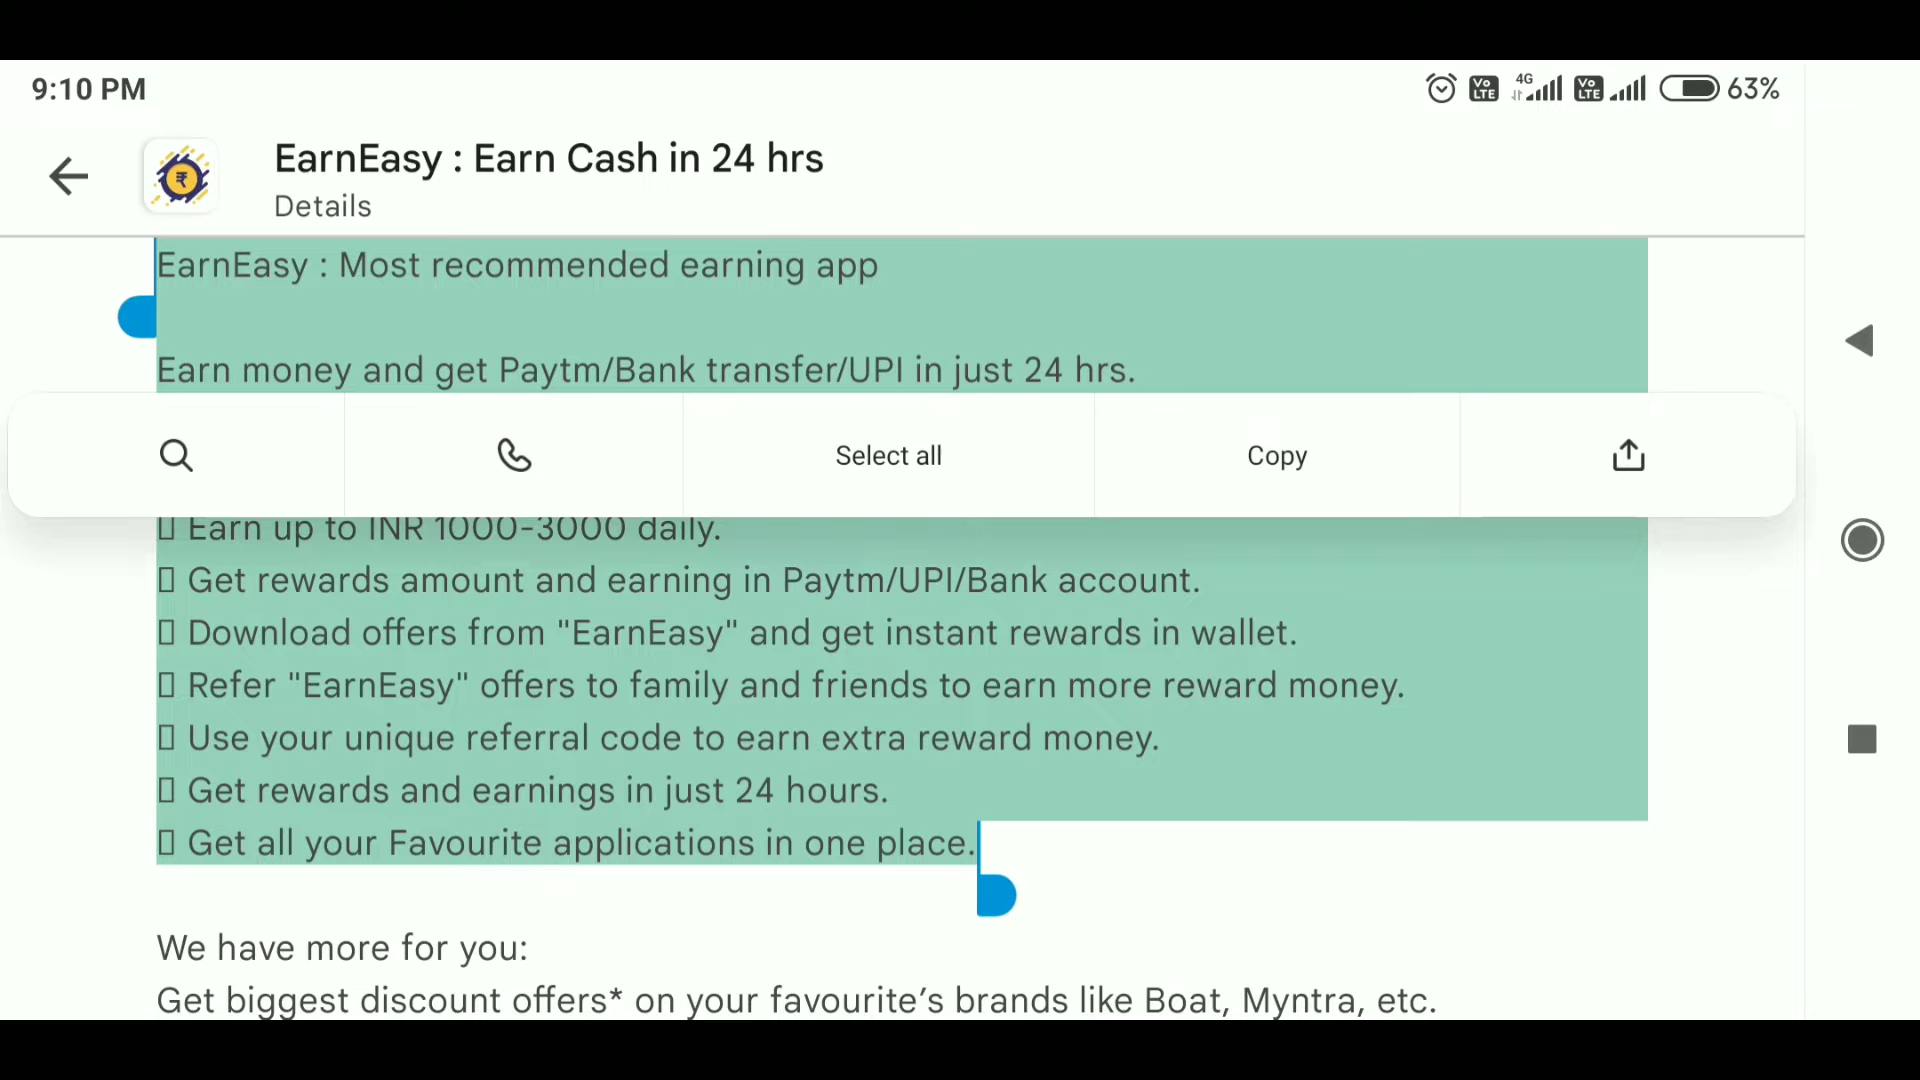 9:10 PM
Vo LTE 4G Vo LTE 63%
EarnEasy : Earn Cash in 24 hrs
Details
EarnEasy : Most recommended earning app
Earn money and get Paytm/Bank transfer/UPI in just 24 hrs.
Select all
Copy
Earn up to INR 1000-3000 daily.
Get rewards amount and earning in Paytm/UPI/Bank account.
Download offers from "EarnEasy" and get instant rewards in wallet.
Refer "EarnEasy" offers to family and friends to earn more reward money.
Use your unique referral code to earn extra reward money.
Get rewards and earnings in just 24 hours.
Get all your Favourite applications in one place.
We have more for you:
Get biggest discount offers* on your favourite’s brands like Boat, Myntra, etc.